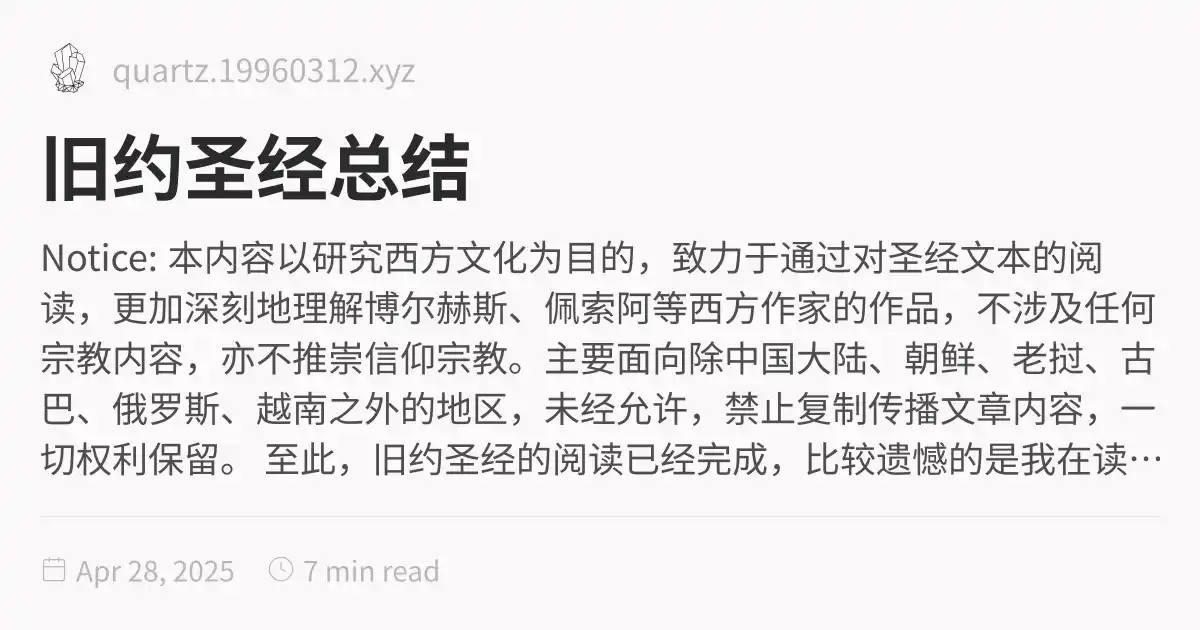 quartz.19960312.xyz
旧约圣经总结
Notice: 本内容以研究西方文化为目的，致力于通过对圣经文本的阅
读，更加深刻地理解博尔赫斯、佩索阿等西方作家的作品，不涉及任何
宗教内容，亦不推崇信仰宗教。主要面向除中国大陆、朝鲜、老挝、古
巴、俄罗斯、越南之外的地区，未经允许，禁止复制传播文章内容，一
切权利保留。 至此，旧约圣经的阅读已经完成，比较遗憾的是我在读…
Apr 28, 2025 7 min read